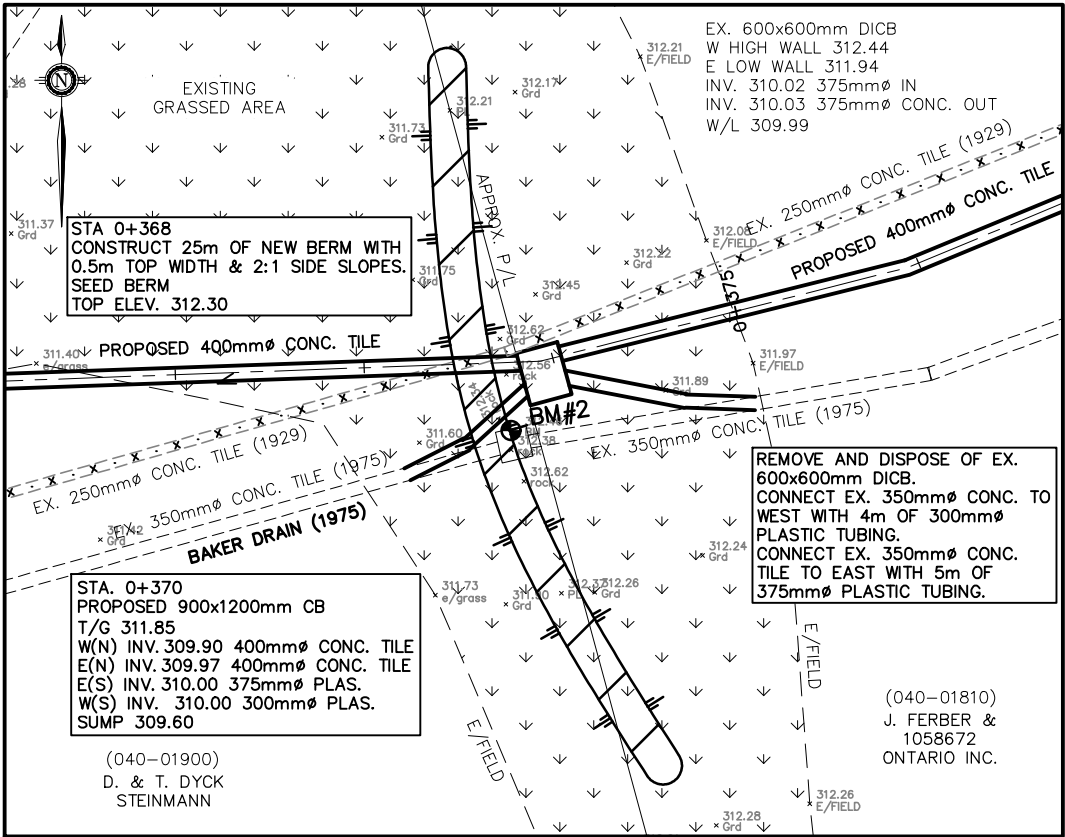 EX. 600x600mm DICB
W HIGH WALL 312.44
E LOW WALL 311.94
INV. 310.02 375mmø IN
INV. 310.03 375mmø CONC. OUT
W/L 309.99
N
EXISTING
GRASSED AREA
312.21
E/FIELD
312.17
Grd
312.21
PL
311.73
Grd
.28
EX. 250mmø CONC. TILE (1929)
PROPOSED 400mmø CONC. TILE
APPROX. P/L
311.37
Grd
STA 0+368
CONSTRUCT 25m OF NEW BERM WITH
0.5m TOP WIDTH & 2:1 SIDE SLOPES.
SEED BERM
TOP ELEV. 312.30
312.08
E/FIELD
312.22
Grd
311.75
Grd
311.45
Grd
0+375
312.62
Grd
PROPOSED 400mmø CONC. TILE
311.40
e/grass
312.56
rock
311.97
E/FIELD
311.89
Grd
BM#2
BM
312.38
rock
311.60
Grd
312.62
rock
EX. 350mmø CONC. TILE (1975)
EX. 250mmø CONC. TILE (1929)
EX. 350mmø CONC. TILE (1975)
311.42
Grd
BAKER DRAIN (1975)
REMOVE AND DISPOSE OF EX.
600x600mm DICB.
CONNECT EX. 350mmø CONC. TO
WEST WITH 4m OF 300mmø
PLASTIC TUBING.
CONNECT EX. 350mmø CONC.
TILE TO EAST WITH 5m OF
375mmø PLASTIC TUBING.
312.24
Grd
STA. 0+370
PROPOSED 900x1200mm CB
T/G 311.85
W(N) INV. 309.90 400mmø CONC. TILE
E(N) INV. 309.97 400mmø CONC. TILE
E(S) INV. 310.00 375mmø PLAS.
W(S) INV. 310.00 300mmø PLAS.
SUMP 309.60
311.73
e/grass
Grd
312.37
PL
312.26
Grd
E/FIELD
E/FIELD
(040-01900)
D. & T. DYCK
STEINMANN
(040-01810)
J. FERBER &
1058672
ONTARIO INC.
312.26
E/FIELD
312.28
Grd